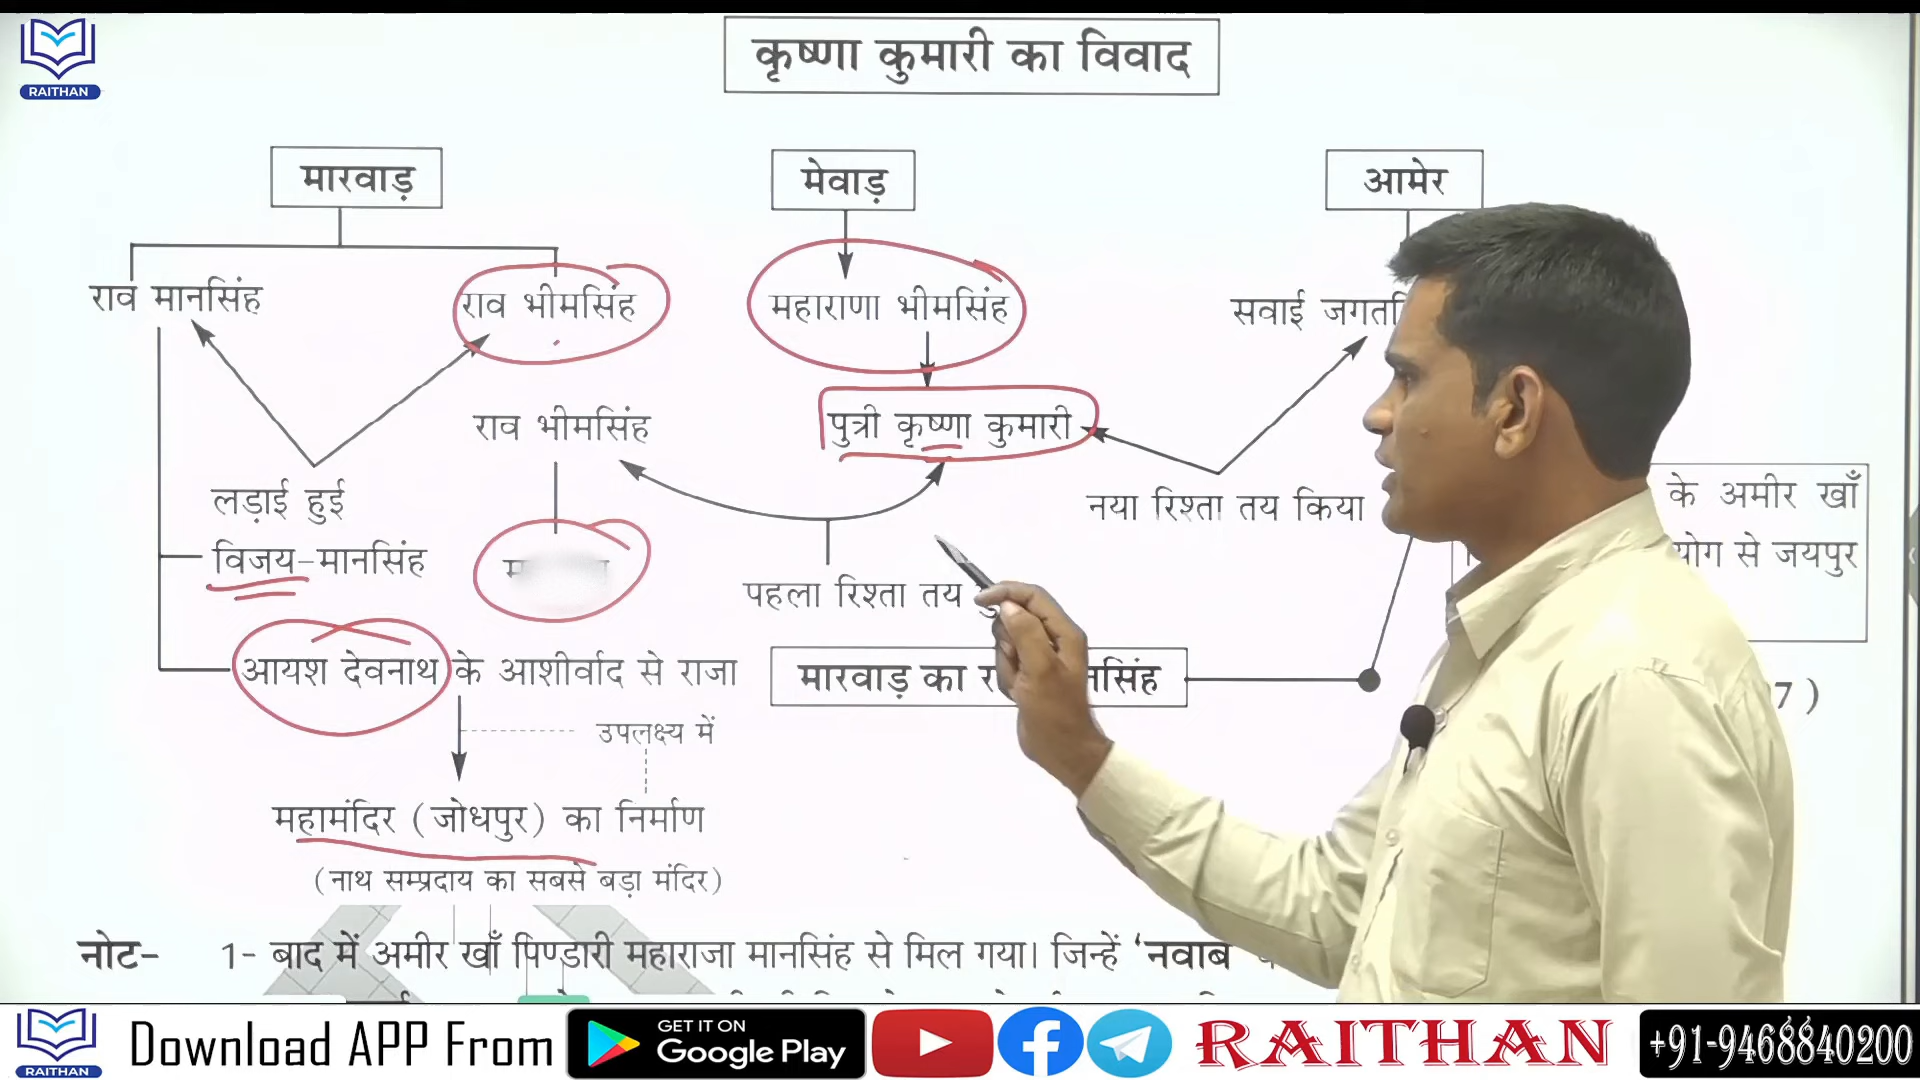 RAITHAN
कृष्णा कुमारी का विवाद
मारवाड़
मेवाड़
आमेर
राव मानसिंह
राव भीमसिंह
महाराणा भीमसिंह
सवाई
राव भीमसिंह
पुत्री कृष्णा कुमारी
लड़ाई हुई
नया रिश्ता तय किया
के अमीर खाँ
विजय-मानसिंह
से जयपुर
पहला रिश्ता तय
आयश देवनाथ के आशीर्वाद से राजा
मारवाड़ का
7 )
उपलक्ष्य में
महामंदिर (जोधपुर) का निर्माण
(नाथ सम्प्रदाय का सबसे बड़ा मंदिर)
नोट- 1- बाद में अमीर खाँ पिण्डारी महाराजा मानसिंह से मिल गया। जिन्हें ‘नवाब
RAITHAN
Download APP From
GET IT ON
Google Play
RAITHAN
+91-9468840200